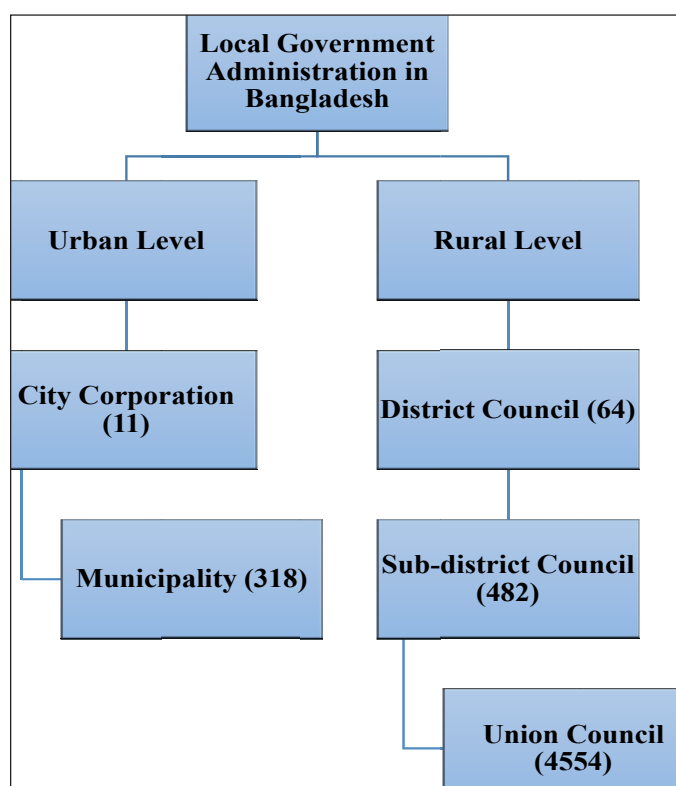 Local Government
Administration in
Bangladesh
Urban Level
Rural Level
City Corporation
(11)
District Council (64)
Municipality (318)
Sub-district Council
(482)
Union Council
(4554)